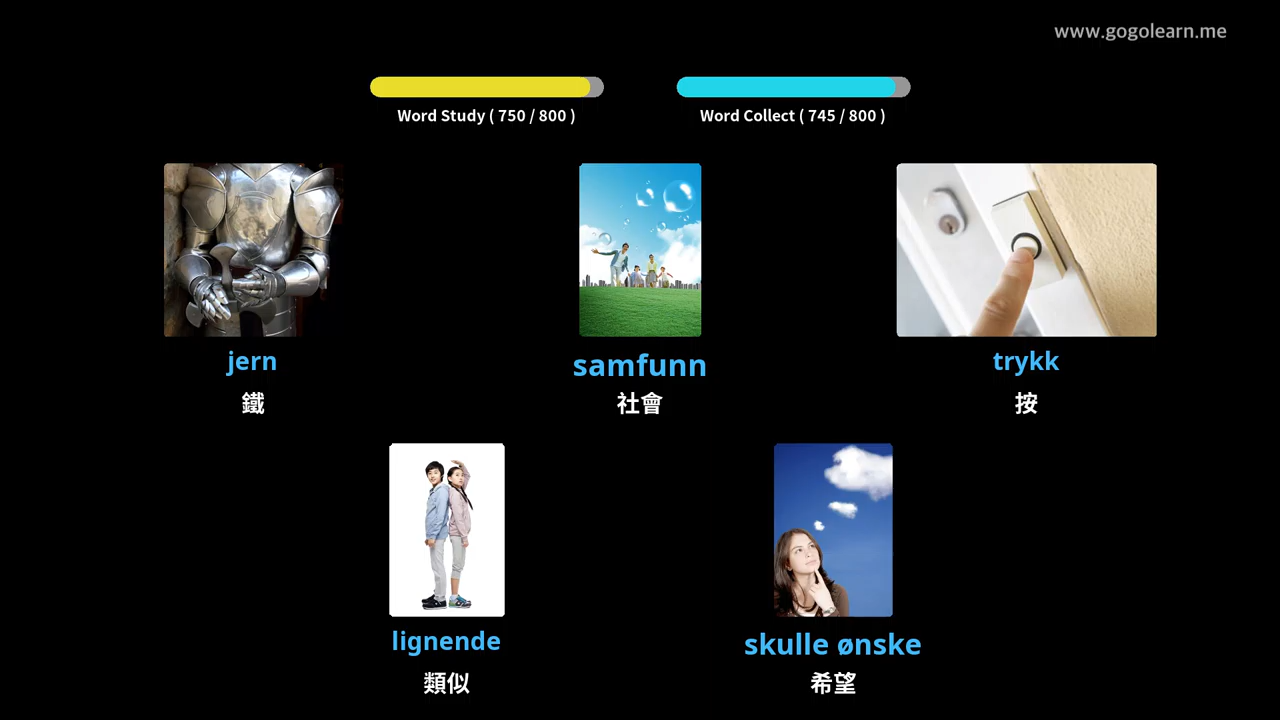 www.gogolearn.me
Word Study ( 750 / 800 )
Word Collect ( 745 / 800 )
jern
鐵
samfunn
社會
trykk
按
lignende
類似
skulle ønske
希望